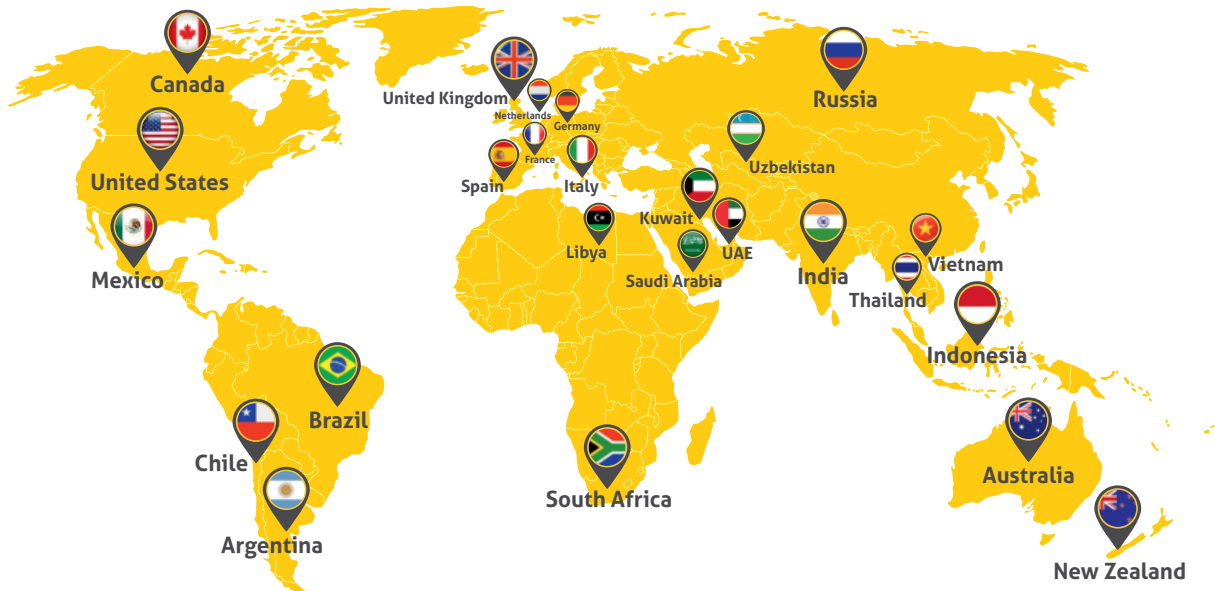 Canada
United Kingdom
Netherlands
Germany
Russia
United States
Spain
France
Italy
Uzbekistan
Mexico
Libya
Kuwait
UAE
Saudi Arabia
India
Vietnam
Thailand
Indonesia
Brazil
Chile
Argentina
South Africa
Australia
New Zealand